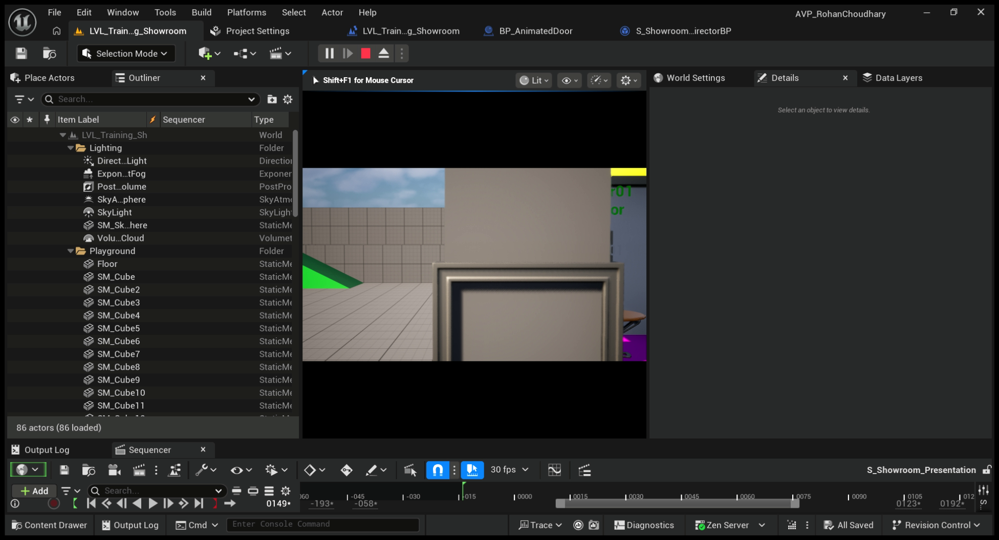 File Edit Window Tools Build Platforms Select Actor Help
AVP_RohanChoudhary
LVL_Train...g_Showroom
Project Settings
LVL_Train...g_Showroom
BP_AnimatedDoor
S_Showroom...irectorBP
Selection Mode
Place Actors
Outliner
Shift+F1 for Mouse Cursor
Lit
World Settings
Details
Data Layers
Search...
Select an object to view details.
Item Label Sequencer Type
LVL_Training_Sh World
Lighting Folder
Direct...Light Direction
Expon...tFog Exponer
Post...olume PostPro
SkyA...phere SkyAtm
SkyLight SkyLigh
SM_Sk...here StaticMe
Volu...Cloud Volumet
Playground Folder
Floor StaticMe
SM_Cube StaticMe
SM_Cube2 StaticMe
SM_Cube3 StaticMe
SM_Cube4 StaticMe
SM_Cube5 StaticMe
SM_Cube6 StaticMe
SM_Cube7 StaticMe
SM_Cube8 StaticMe
SM_Cube9 StaticMe
SM_Cube10 StaticMe
SM_Cube11 StaticMe
r01
or
86 actors (86 loaded)
Output Log
Sequencer
30 fps
S_Showroom_Presentation
+ Add
Search...
060 -045 -030 -015 0000 0015 0030 0045 0060 0075 0090 0105 012
0149*
-193*
-058*
0123*
0192*
S...
Content Drawer
Output Log
Cmd
Enter Console Command
Trace
Diagnostics
Zen Server
All Saved
Revision Control